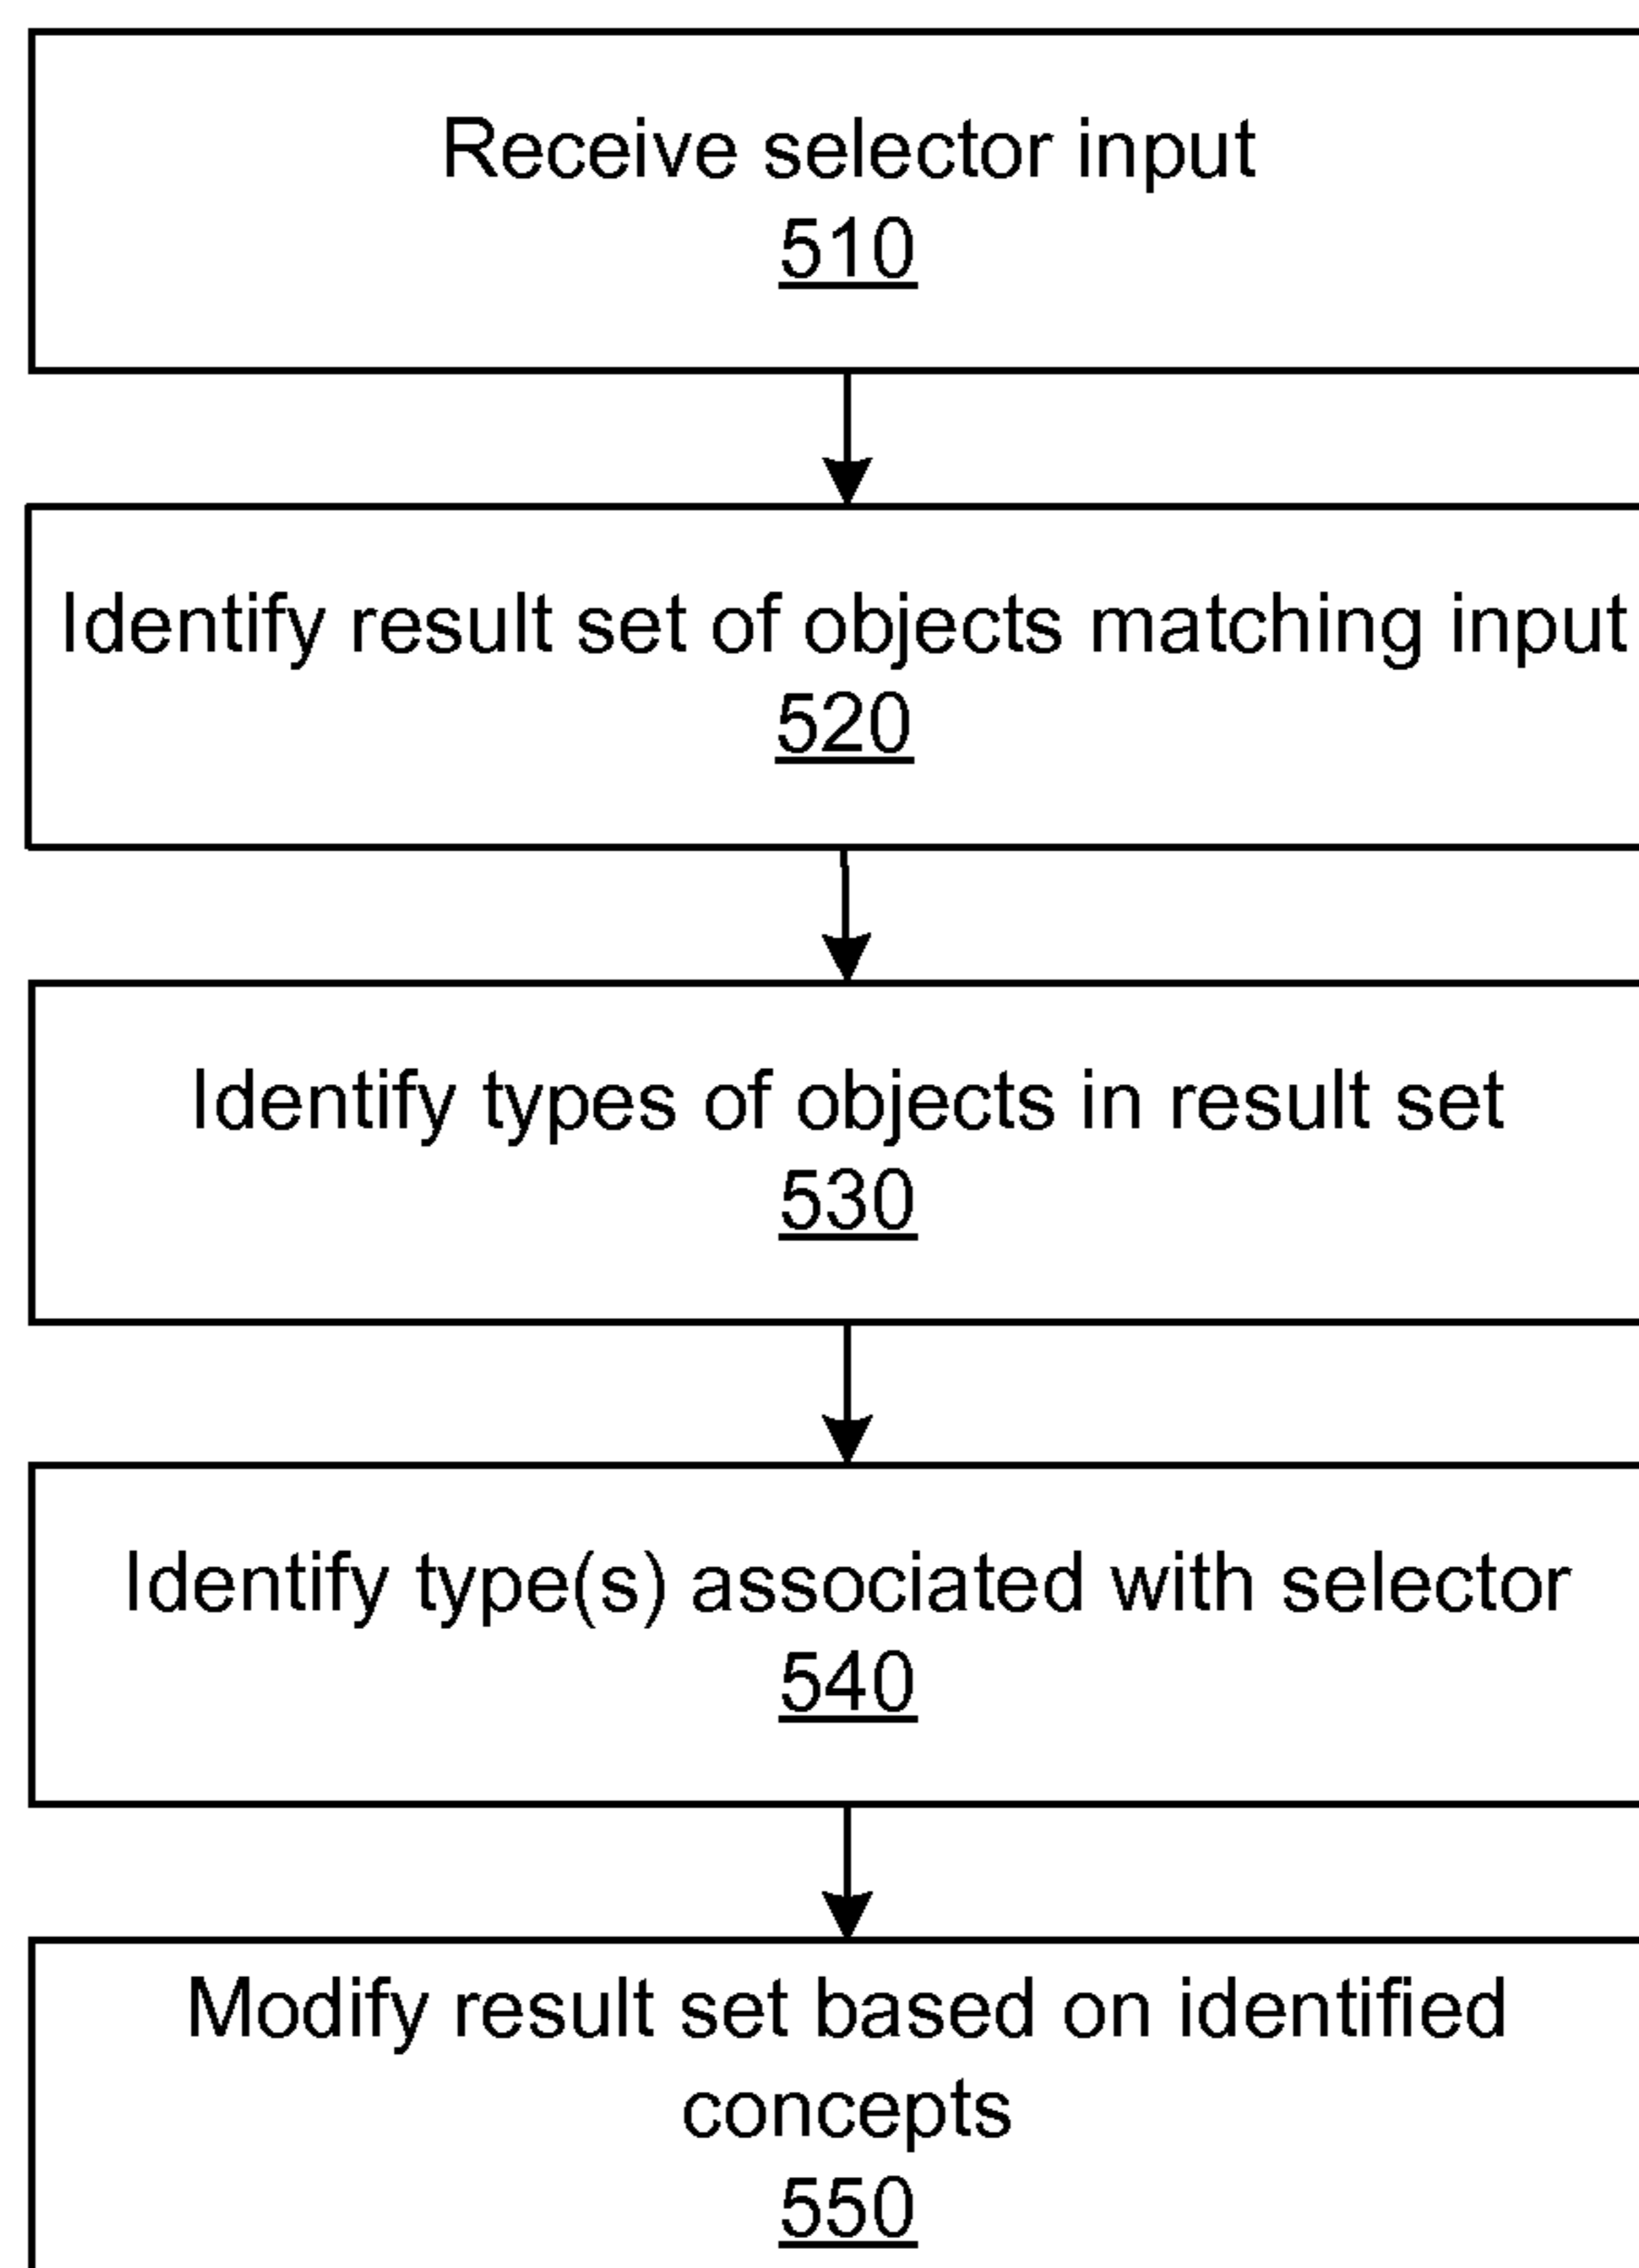 Receive selector input
510
Identify result set of objects matching input
520
Identify types of objects in result set
530
Identify type(s) associated with selector
540
Modify result set based on identified
concepts
550